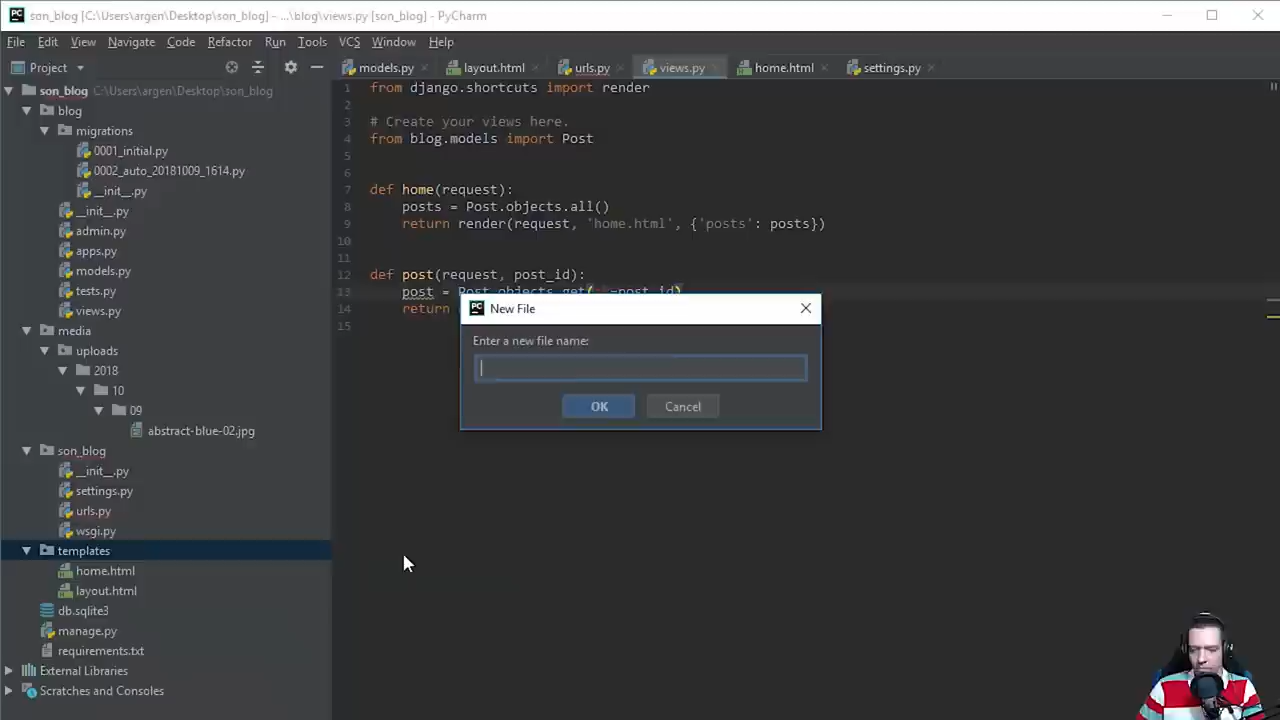 PC son_blog [C:\Users\argen\Desktop\son_blog] - ...\blog\views.py [son_blog] - PyCharm
File Edit View Navigate Code Refactor Run Tools VCS Window Help
Project models.py layout.html urls.py views.py home.html settings.py
son_blog C:\Users\argen\Desktop\son_blog
blog
migrations
0001_initial.py
0002_auto_20181009_1614.py
__init__.py
__init__.py
admin.py
apps.py
models.py
tests.py
views.py
media
uploads
2018
10
09
abstract-blue-02.jpg
son_blog
__init__.py
settings.py
urls.py
wsgi.py
templates
home.html
layout.html
db.sqlite3
manage.py
requirements.txt
External Libraries
Scratches and Consoles
1 from django.shortcuts import render
2
3 # Create your views here.
4 from blog.models import Post
5
6
7 def home(request):
8 posts = Post.objects.all()
9 return render(request, 'home.html', {'posts': posts})
10
11
12 def post(request, post_id):
13 post = Post.objects.get( =post_id)
14 return
15
PC New File
Enter a new file name:
OK Cancel